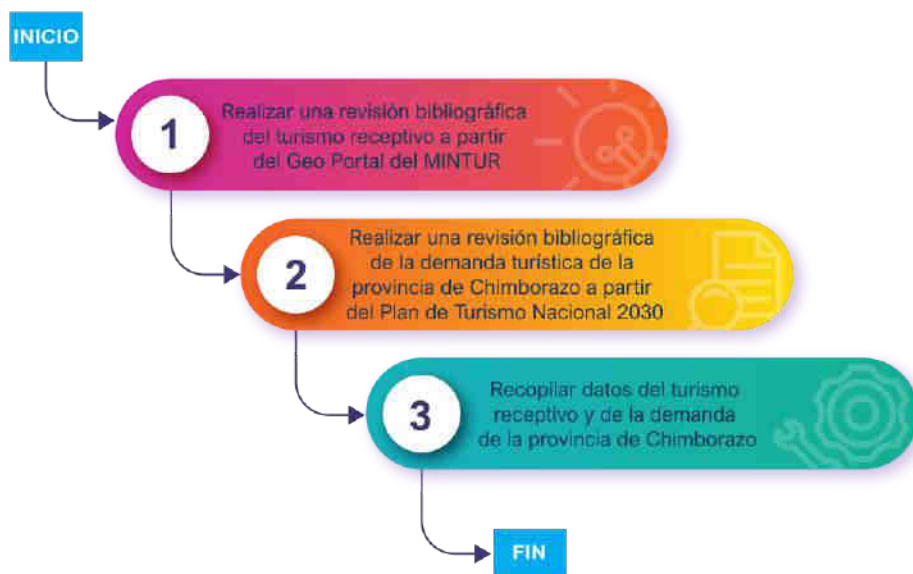 INICIO
1
Realizar una revisión bibliográfica
del turismo receptivo a partir
del Geo Portal del MINTUR
2
Realizar una revisión bibliográfica
de la demanda turística de la
provincia de Chimborazo a partir
del Plan de Turismo Nacional 2030
3
Recopilar datos del turismo
receptivo y de la demanda
de la provincia de Chimborazo
FIN